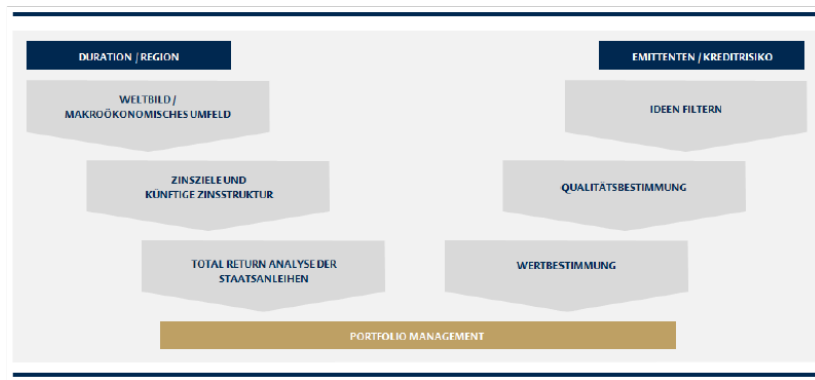 DURATION / REGION
WELTBILD /
MAKROÖKONOMISCHES UMFELD
ZINSZIELE UND
KÜNFTIGE ZINSSTRUKTUR
TOTAL RETURN ANALYSE DER
STAATSANLEIHEN
EMITTENTEN / KREDITRISIKO
IDEEN FILTERN
QUALITÄTSBESTIMMUNG
WERTBESTIMMUNG
PORTFOLIO MANAGEMENT